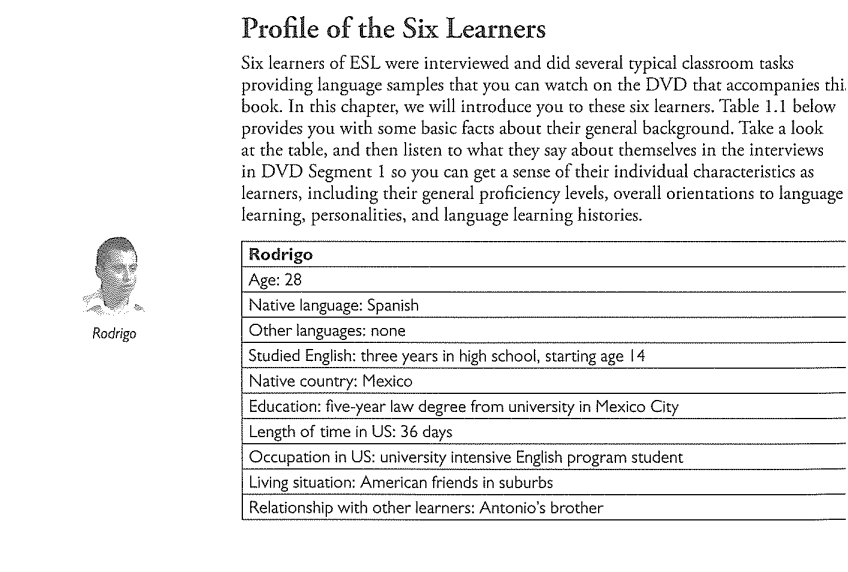 Profile of the Six Learners
Six learners of ESL were interviewed and did several typical classroom tasks
providing language samples that you can watch on the DVD that accompanies thi
book. In this chapter, we will introduce you to these six learners. Table 1.1 below
provides you with some basic facts about their general background. Take a look
at the table, and then listen to what they say about themselves in the interviews
in DVD Segment 1 so you can get a sense of their individual characteristics as
learners, including their general proficiency levels, overall orientations to language
learning, personalities, and language learning histories.
Rodrigo
Rodrigo
Age: 28
Native language: Spanish
Other languages: none
Studied English: three years in high school, starting age 14
Native country: Mexico
Education: five-year law degree from university in Mexico City
Length of time in US: 36 days
Occupation in US: university intensive English program student
Living situation: American friends in suburbs
Relationship with other learners: Antonio's brother